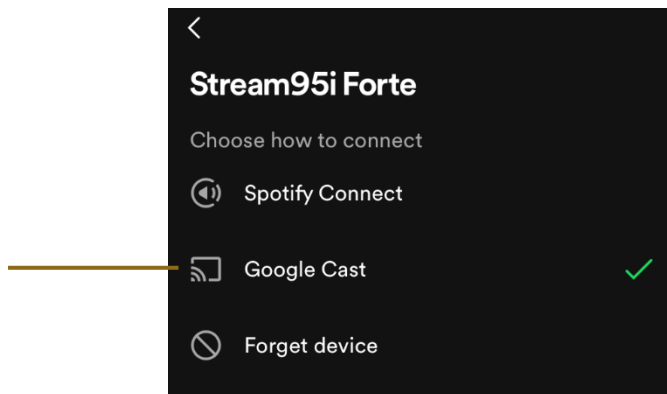 Stream95i Forte
Choose how to connect
Spotify Connect
Google Cast
Forget device